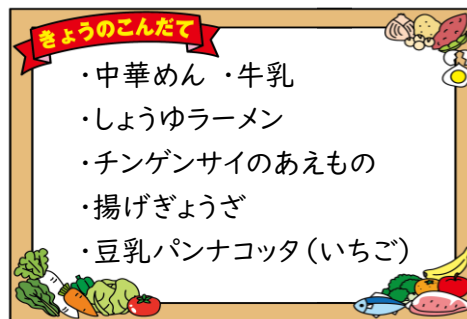 きょうのこんだて
・中華めん ・牛乳
・しょうゆラーメン
・チンゲンサイのあえもの
・揚げぎょうざ
・豆乳パンナコッタ(いちご)